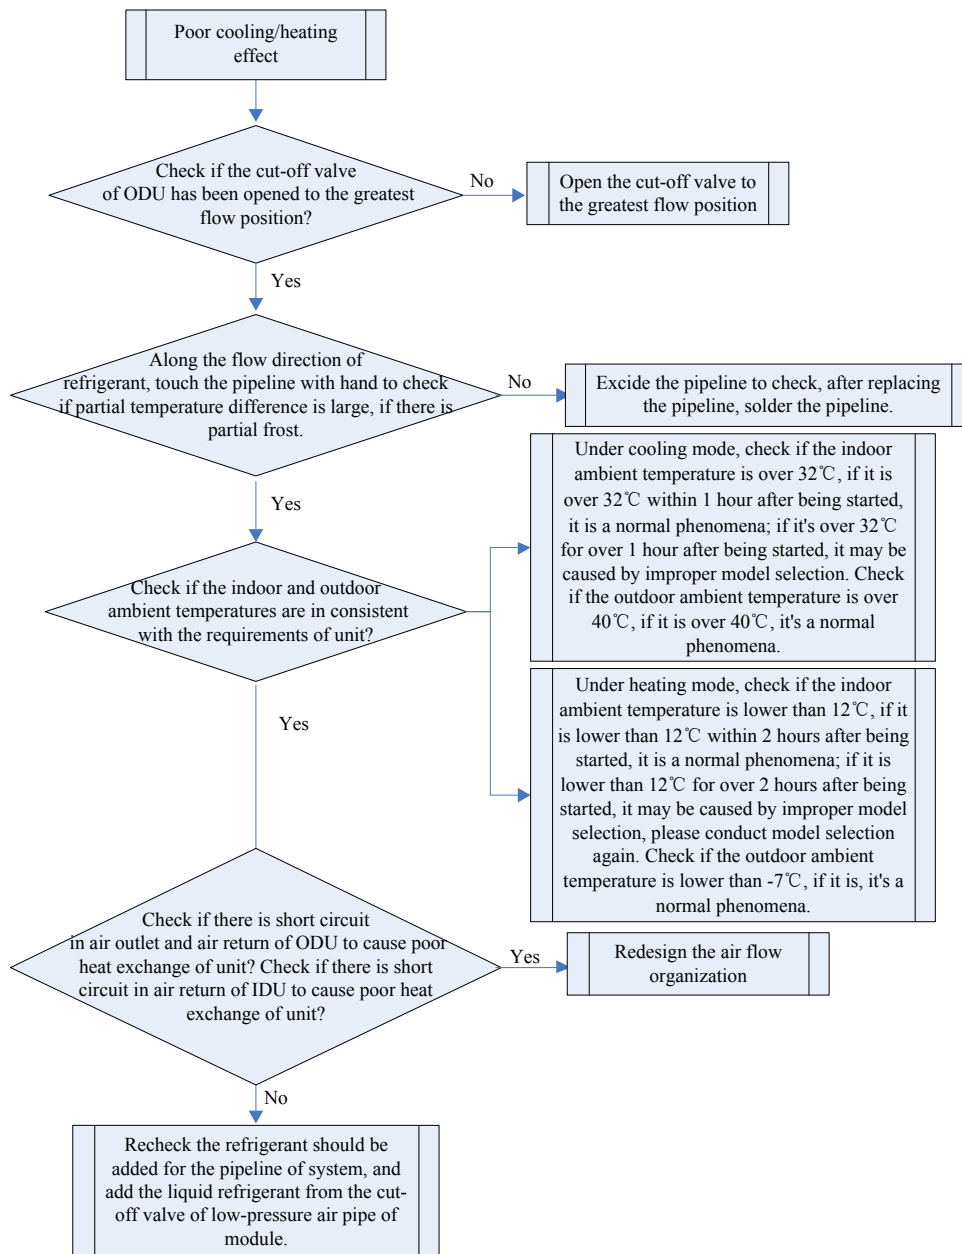 Poor cooling/heating
effect
Check if the cut-off valve
of ODU has been opened to the greatest
flow position?
No
Open the cut-off valve to
the greatest flow position
Yes
Along the flow direction of
refrigerant, touch the pipeline with hand to check
if partial temperature difference is large, if there is
partial frost.
No
Excide the pipeline to check, after replacing
the pipeline, solder the pipeline.
Yes
Check if the indoor and outdoor
ambient temperatures are in consistent
with the requirements of unit?
Under cooling mode, check if the indoor
ambient temperature is over 32℃, if it is
over 32℃ within 1 hour after being started,
it is a normal phenomena; if it's over 32℃
for over 1 hour after being started, it may be
caused by improper model selection. Check
if the outdoor ambient temperature is over
40℃, if it is over 40℃, it's a normal
phenomena.
Under heating mode, check if the indoor
ambient temperature is lower than 12℃, if it
is lower than 12℃ within 2 hours after being
started, it is a normal phenomena; if it is
lower than 12℃ for over 2 hours after being
started, it may be caused by improper model
selection, please conduct model selection
again. Check if the outdoor ambient
temperature is lower than -7℃, if it is, it's a
normal phenomena.
Yes
Check if there is short circuit
in air outlet and air return of ODU to cause poor
heat exchange of unit? Check if there is short
circuit in air return of IDU to cause poor heat
exchange of unit?
Yes
Redesign the air flow
organization
No
Recheck the refrigerant should be
added for the pipeline of system, and
add the liquid refrigerant from the cut-
off valve of low-pressure air pipe of
module.